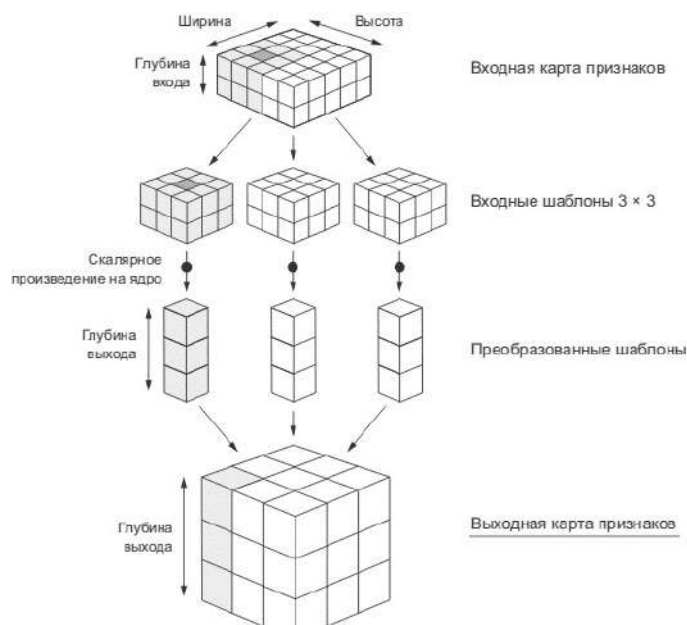 Ширина
Высота
Глубина
входа
Входная карта признаков
Входные шаблоны 3 × 3
Скалярное
произведение на ядро
Глубина
выхода
Преобразованные шаблоны
Глубина
выхода
Выходная карта признаков